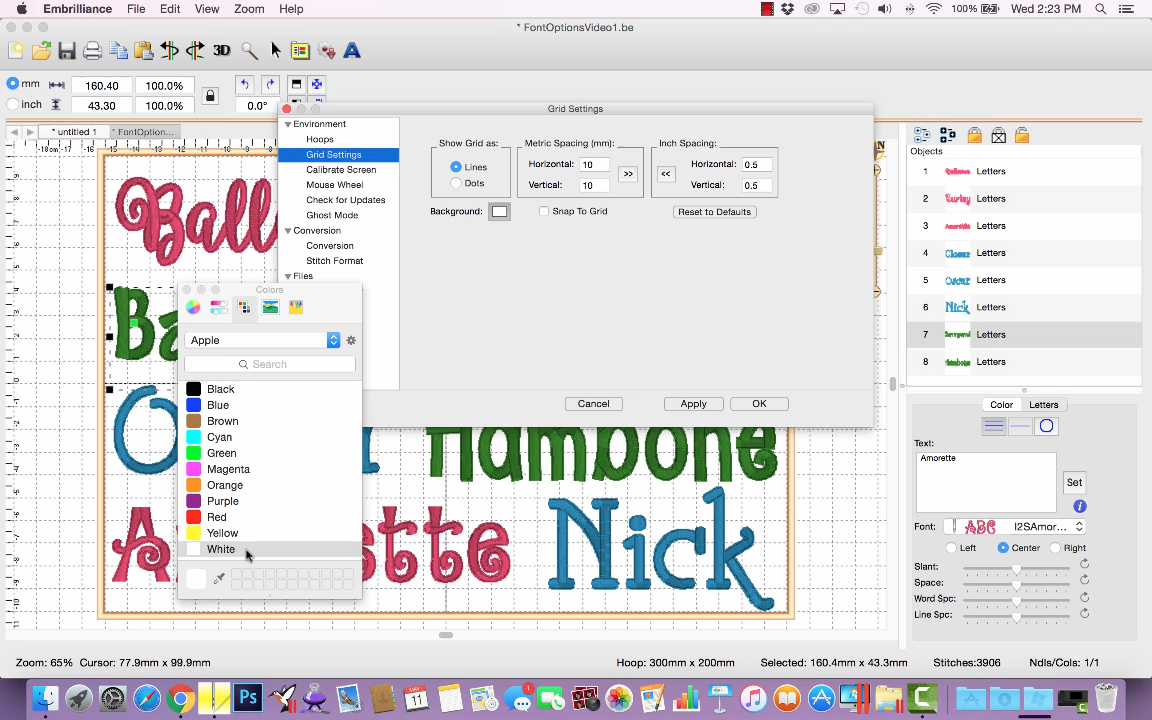 Embrilliance File Edit View Zoom Help 100% Wed 2:23 PM
* FontOptionsVideo1.be
3D
mm 160.40 100.0%
inch 43.30 100.0% 0.0°
* untitled 1 * FontOption...
Grid Settings
Environment
Hoops
Grid Settings
Calibrate Screen
Mouse Wheel
Check for Updates
Ghost Mode
Conversion
Conversion
Stitch Format
Files
Show Grid as: Metric Spacing (mm): Inch Spacing:
Lines Horizontal: 10 >> << Horizontal: 0.5
Dots Vertical: 10 Vertical: 0.5
Background: Snap To Grid Reset to Defaults
Cancel Apply OK
Colors
Apple
Search
Black
Blue
Brown
Cyan
Green
Magenta
Orange
Purple
Red
Yellow
White
Hambone
Nick
Objects
1 Letters
2 Letters
3 Letters
4 Letters
5 Letters
6 Nick Letters
7 Letters
8 Letters
Color Letters
Text:
Amorette
Set
Font: ABC I2SAmor...
Left Center Right
Slant:
Space:
Word Spc:
Line Spc:
Zoom: 65% Cursor: 77.9mm x 99.9mm Hoop: 300mm x 200mm Selected: 160.4mm x 43.3mm Stitches:3906 Ndls/Cols: 1/1
Ps